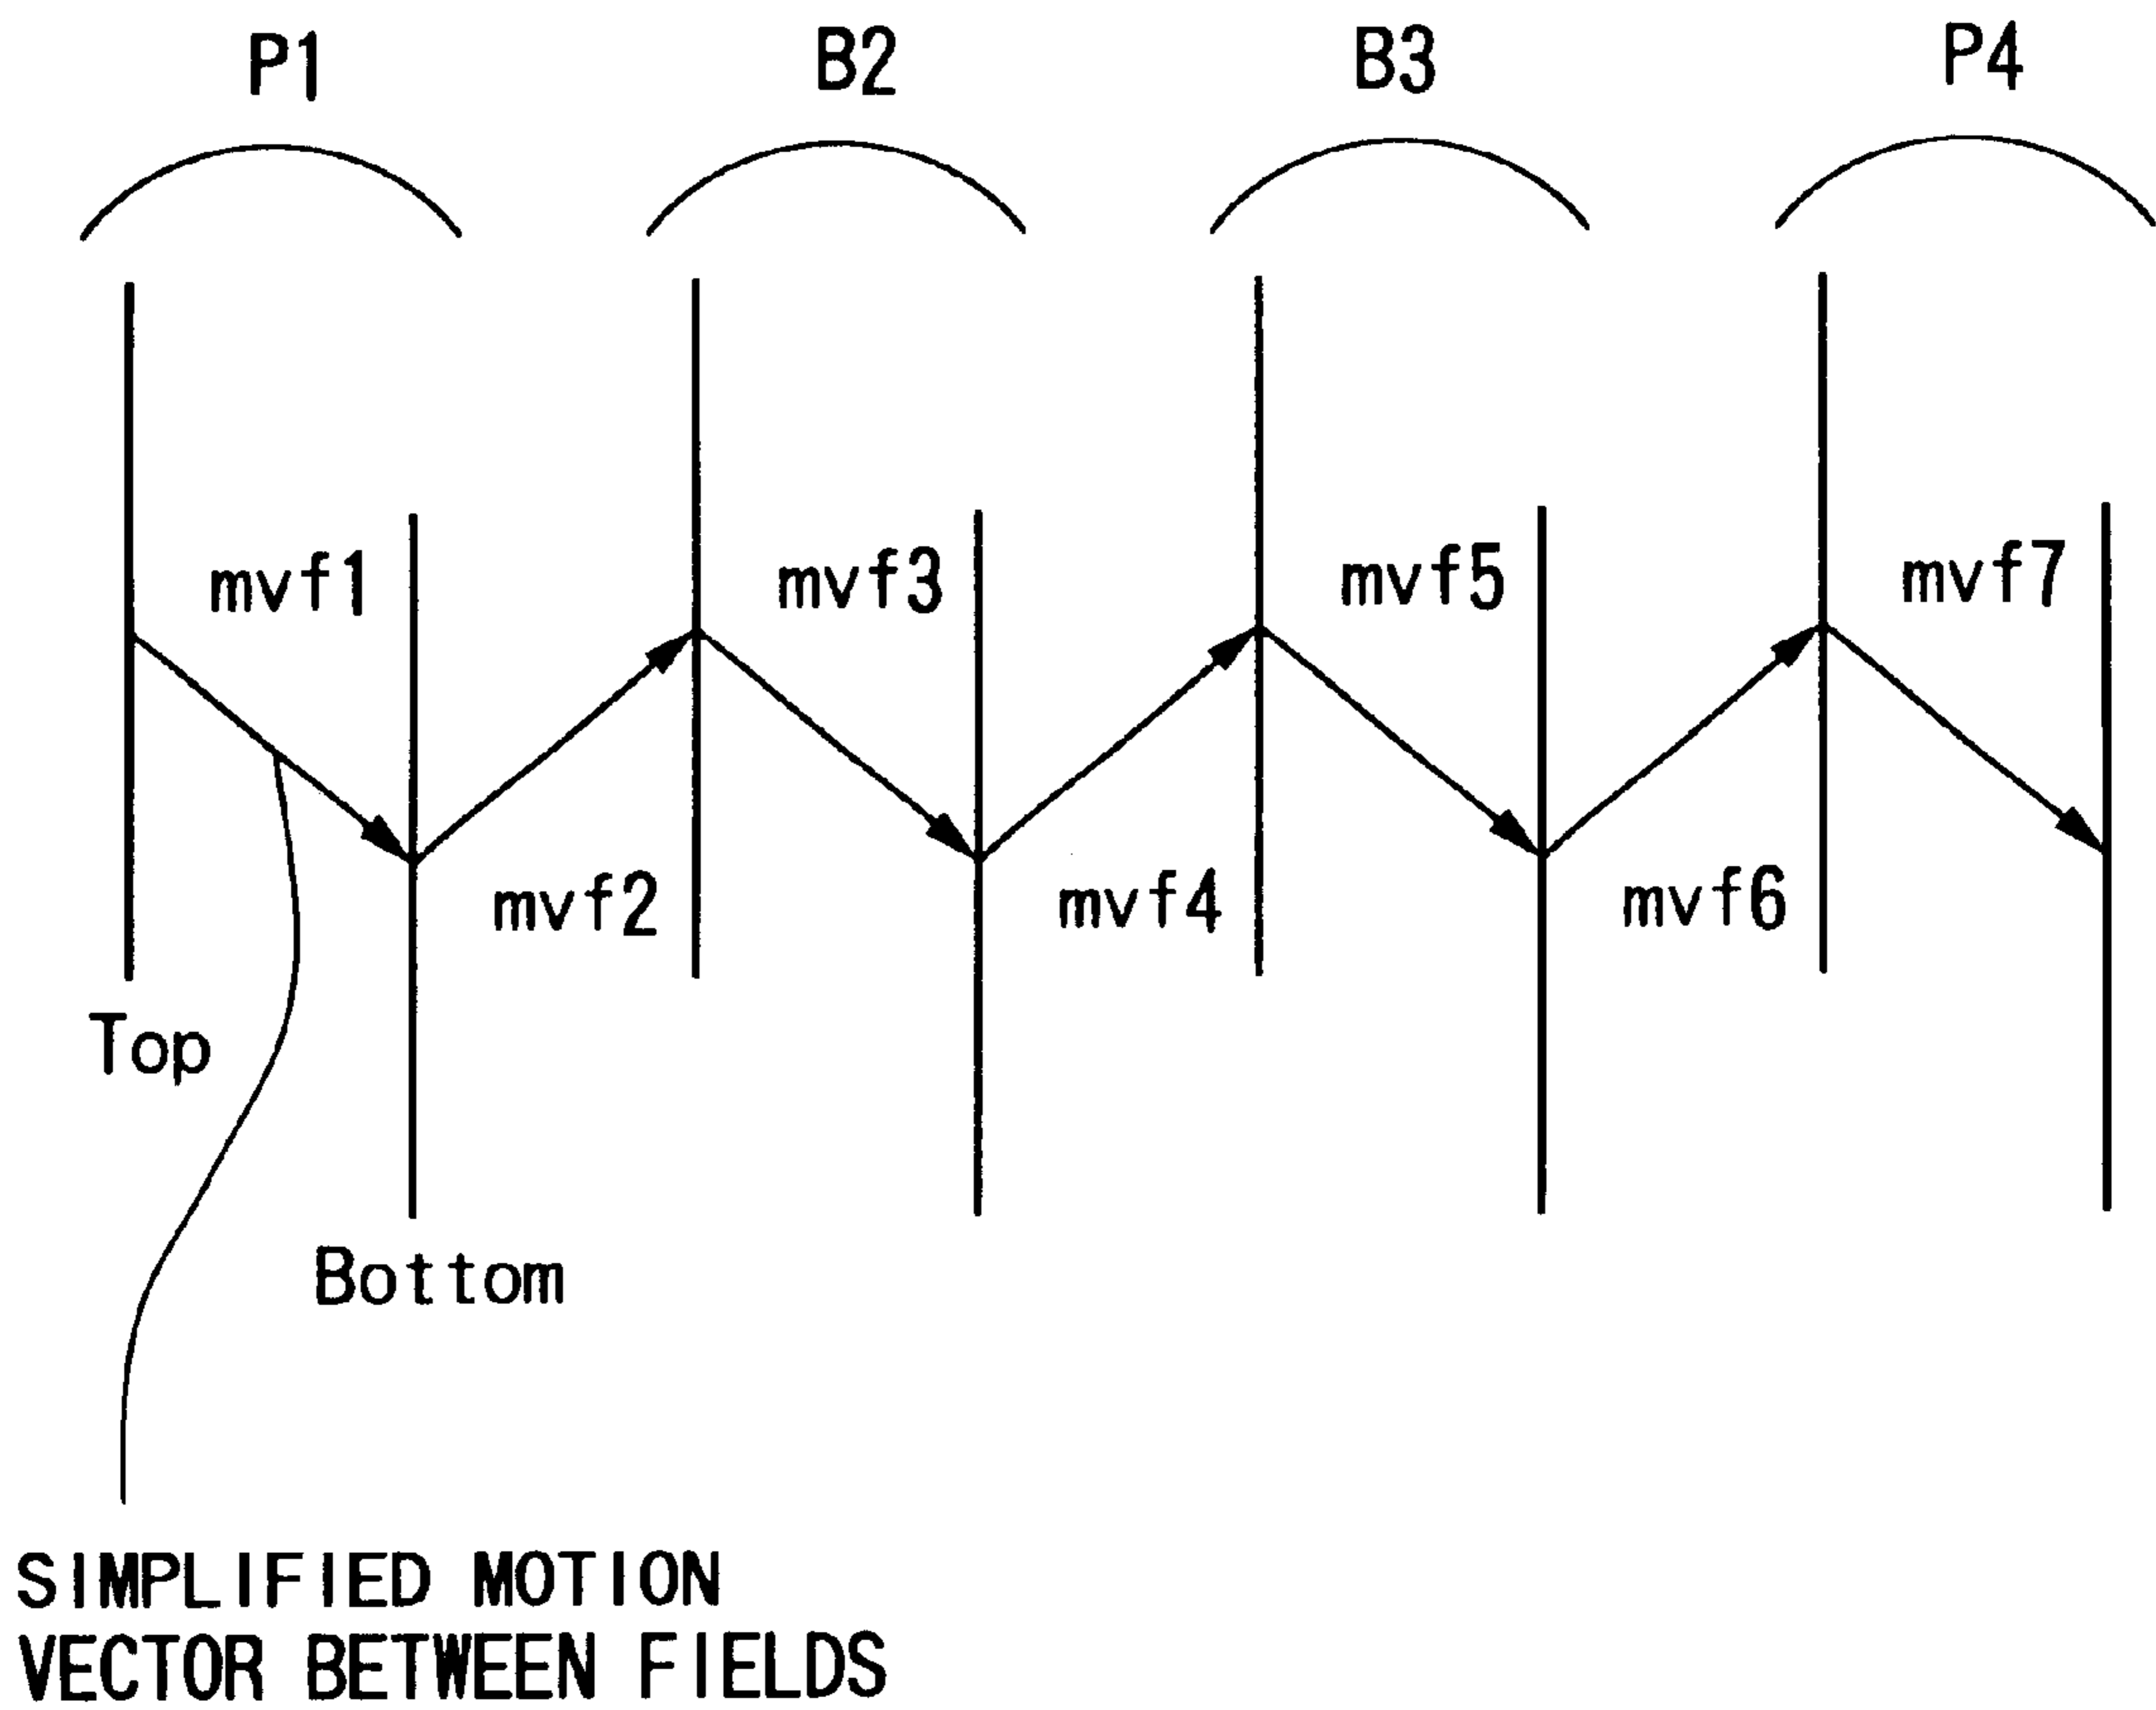 P1 B2 B3 P4
mvf1 mvf3 mvf5 mvf7
mvf2 mvf4 mvf6
Top
Bottom
SIMPLIFIED MOTION
VECTOR BETWEEN FIELDS